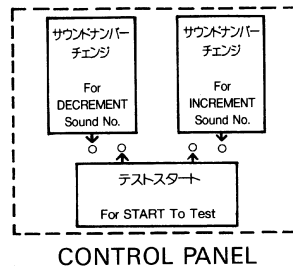 サウンドナンバー
チェンジ
For
DECREMENT
Sound No.
サウンドナンバー
チェンジ
For
INCREMENT
Sound No.
テストスタート
For START To Test
CONTROL PANEL